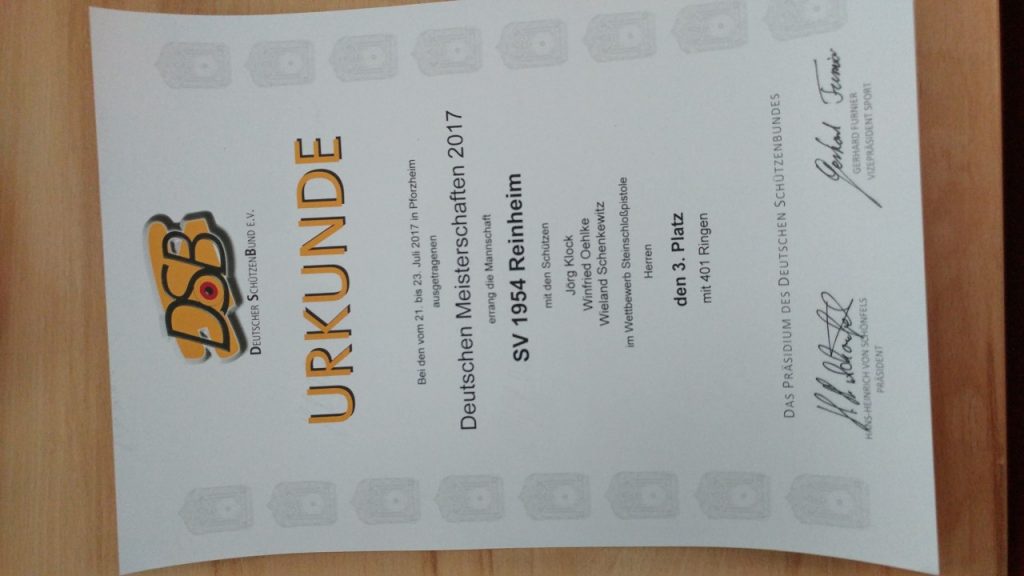 DSB
DEUTSCHER SCHÜTZENBUND E.V.
URKUNDE
Bei den vom 21. bis 23. Juli 2017 in Pforzheim
ausgetragenen
Deutschen Meisterschaften 2017
errang die Mannschaft
SV 1954 Reinheim
mit den Schützen
Jörg Klock
Winfried Oehlke
Wieland Schenkewitz
im Wettbewerb Steinschloßpistole
Herren
den 3. Platz
mit 401 Ringen
DAS PRÄSIDIUM DES DEUTSCHEN SCHÜTZENBUNDES
HANS-HEINRICH VON SCHÖNFELS
PRÄSIDENT
Gerhard Furnier
GERHARD FURNIER
VIZEPRÄSIDENT SPORT